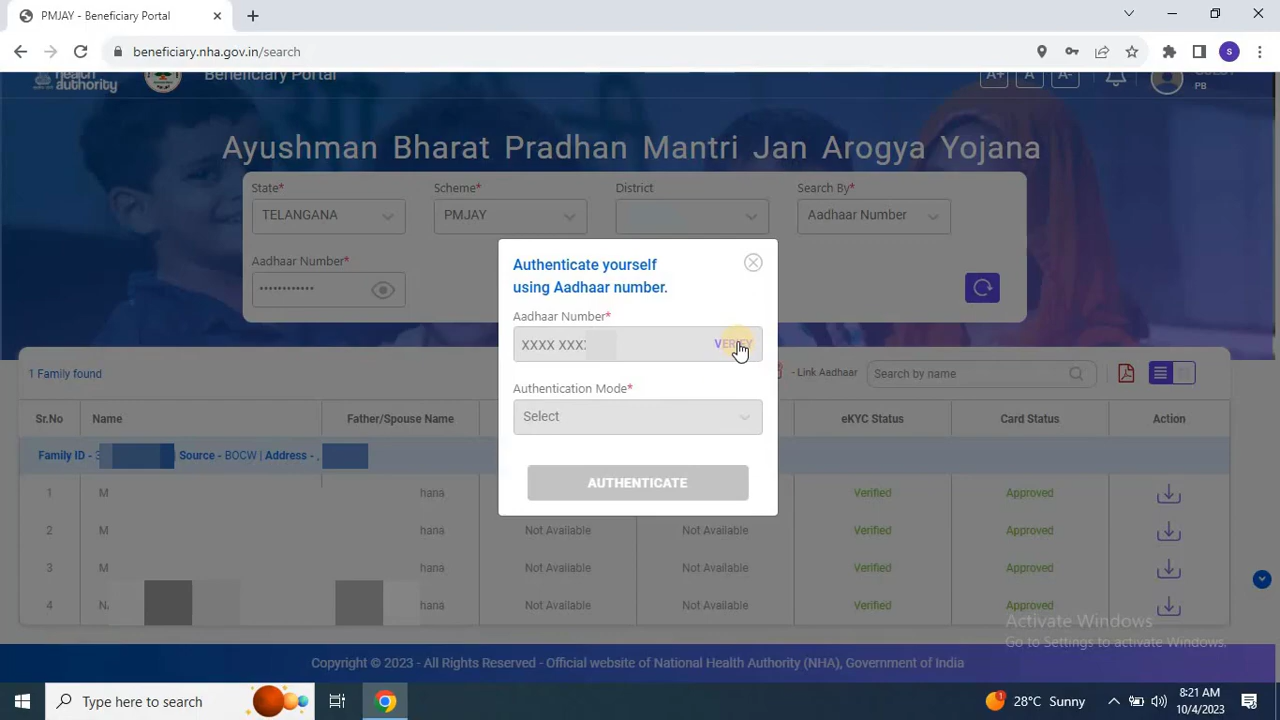 PMJAY - Beneficiary Portal
beneficiary.nha.gov.in/search
S
health
authority
Beneficiary Portal
A+ A A-
PB
Ayushman Bharat Pradhan Mantri Jan Arogya Yojana
State* Scheme* District Search By*
TELANGANA PMJAY Aadhaar Number
Aadhaar Number*
••••••••••••
Authenticate yourself
using Aadhaar number.
Aadhaar Number*
XXXX XXX VERIFY
Authentication Mode*
Select
AUTHENTICATE
1 Family found - Link Aadhaar Search by name
Sr.No Name Father/Spouse Name eKYC Status Card Status Action
Family ID - 3 Source - BOCW | Address - ,
1 M hana Verified Approved
2 M hana Not Available Not Available Verified Approved
3 M hana Not Available Not Available Verified Approved
4 hana Not Available Not Available Verified Approved
Activate Windows
Go to Settings to activate Windows.
Copyright © 2023 - All Rights Reserved - Official website of National Health Authority (NHA), Government of India
Type here to search
1 28°C Sunny
8:21 AM
10/4/2023